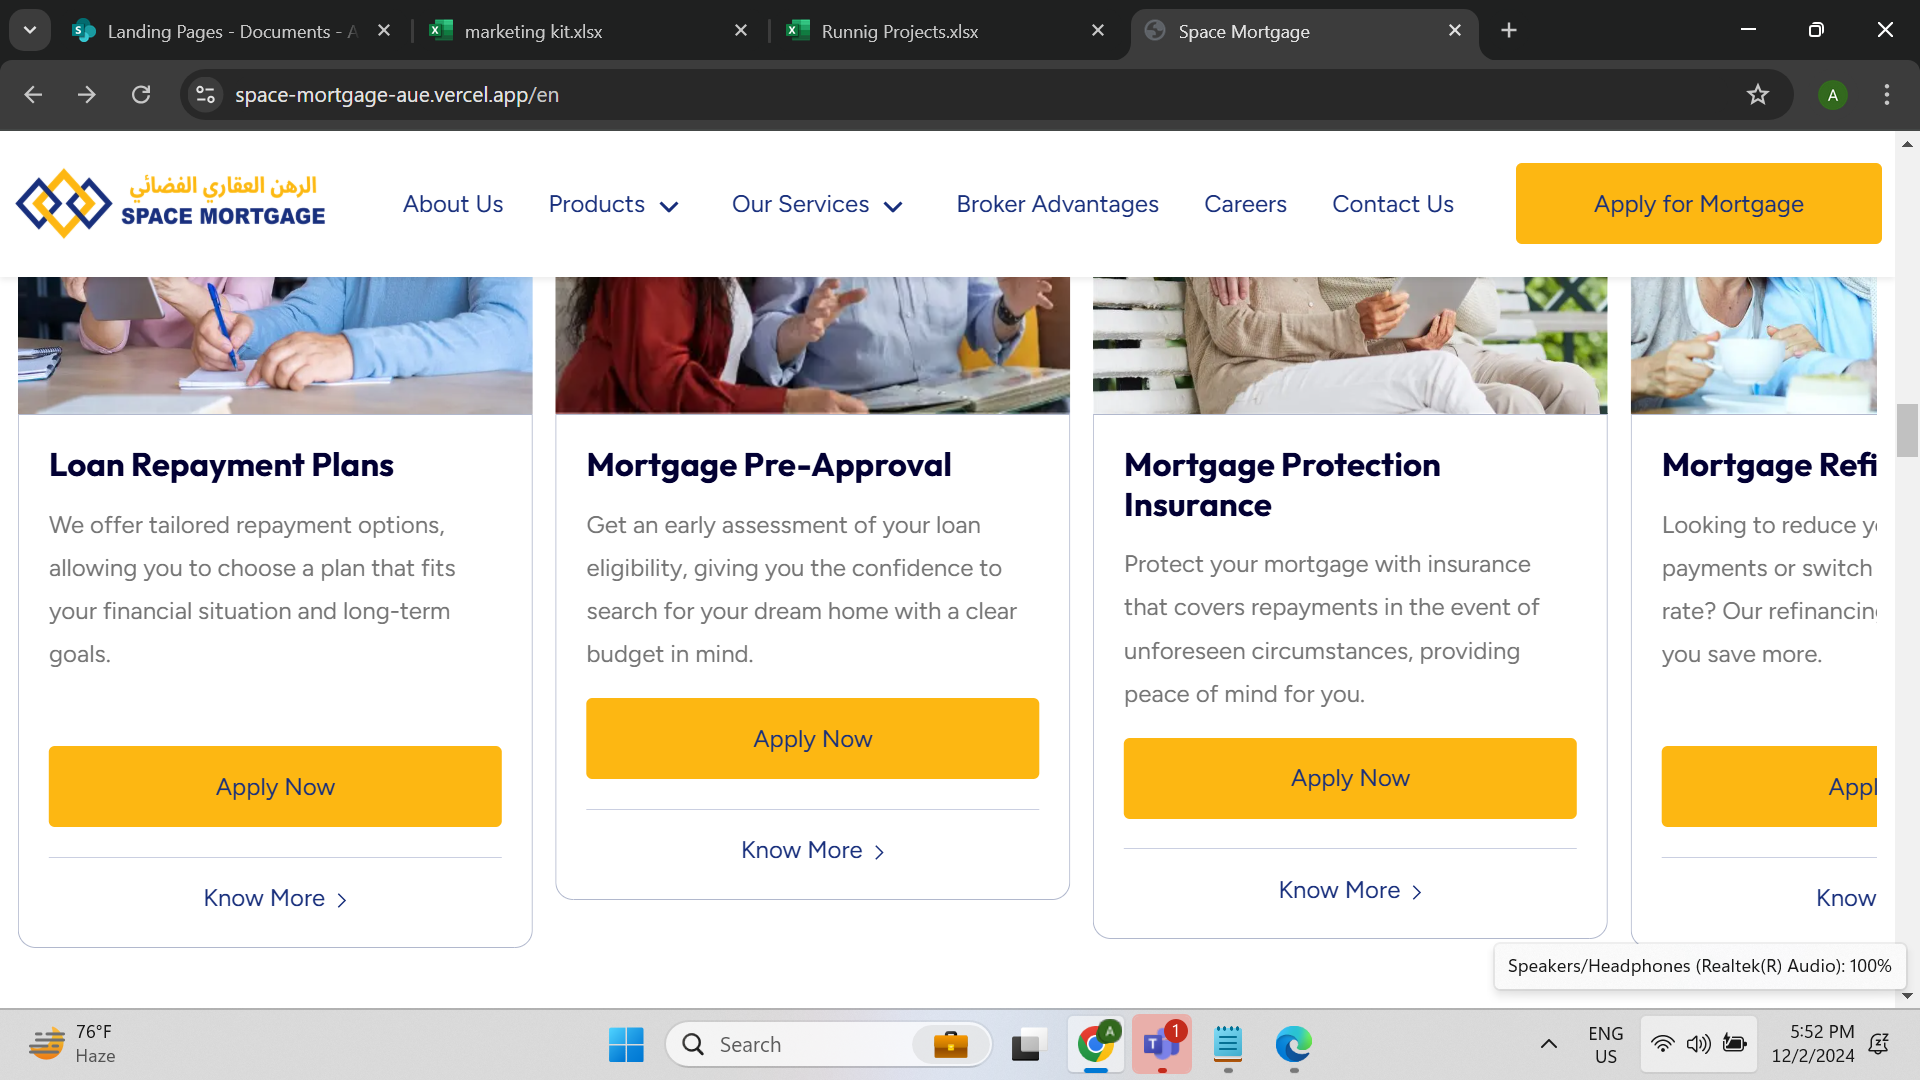 Landing Pages - Documents - A
marketing kit.xlsx
Runnig Projects.xlsx
Space Mortgage
space-mortgage-aue.vercel.app/en
A
الرهن العقاري الفضائي
SPACE MORTGAGE
About Us
Products
Our Services
Broker Advantages
Careers
Contact Us
Apply for Mortgage
Loan Repayment Plans
We offer tailored repayment options,
allowing you to choose a plan that fits
your financial situation and long-term
goals.
Apply Now
Know More
Mortgage Pre-Approval
Get an early assessment of your loan
eligibility, giving you the confidence to
search for your dream home with a clear
budget in mind.
Apply Now
Know More
Mortgage Protection
Insurance
Protect your mortgage with insurance
that covers repayments in the event of
unforeseen circumstances, providing
peace of mind for you.
Apply Now
Know More
Mortgage Refi
Looking to reduce y
payments or switch
rate? Our refinancin
you save more.
Appl
Know
Speakers/Headphones (Realtek(R) Audio): 100%
76°F
Haze
Search
A
1
ENG
US
5:52 PM
12/2/2024